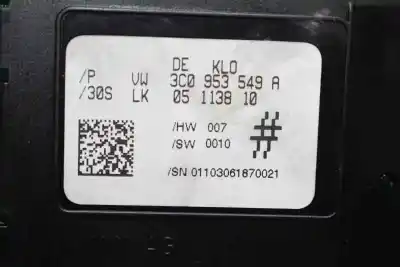 DE KLO
/P VW 3C0 953 549 A
/30S LK 05 1138 10
/HW 007
/SW 0010
#
/SN 01103061870021